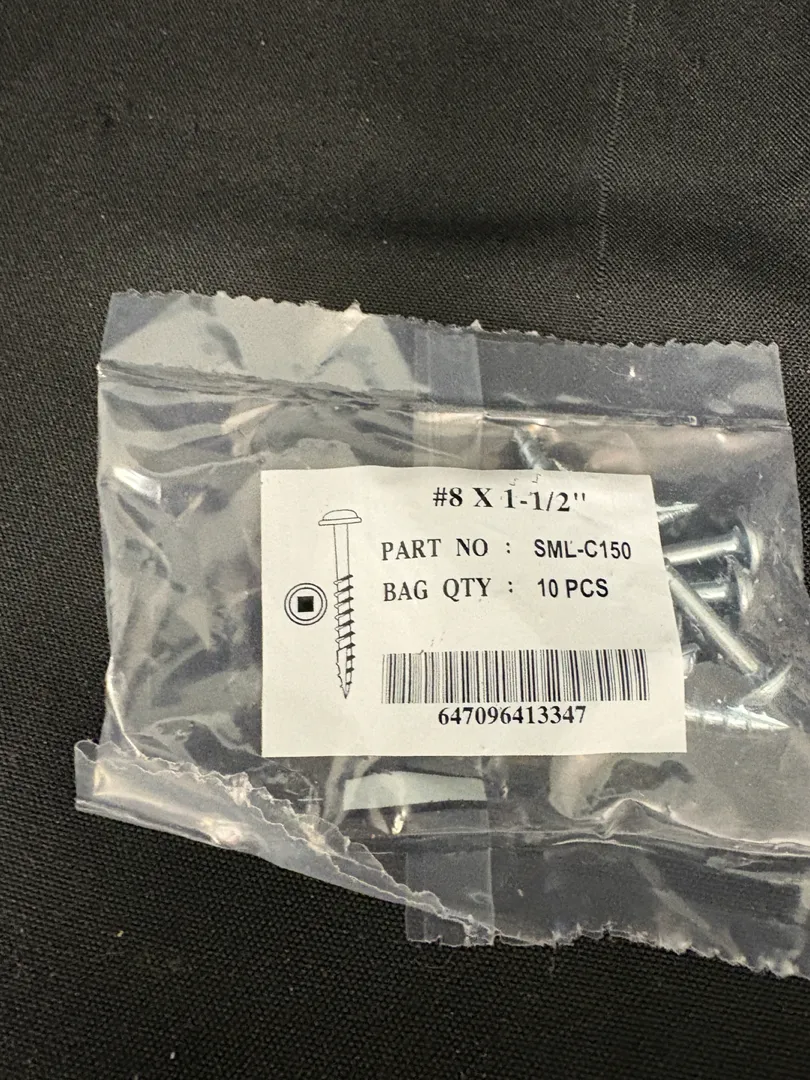 #8 X 1-1/2"
PART NO : SML-C150
BAG QTY : 10 PCS
647096413347